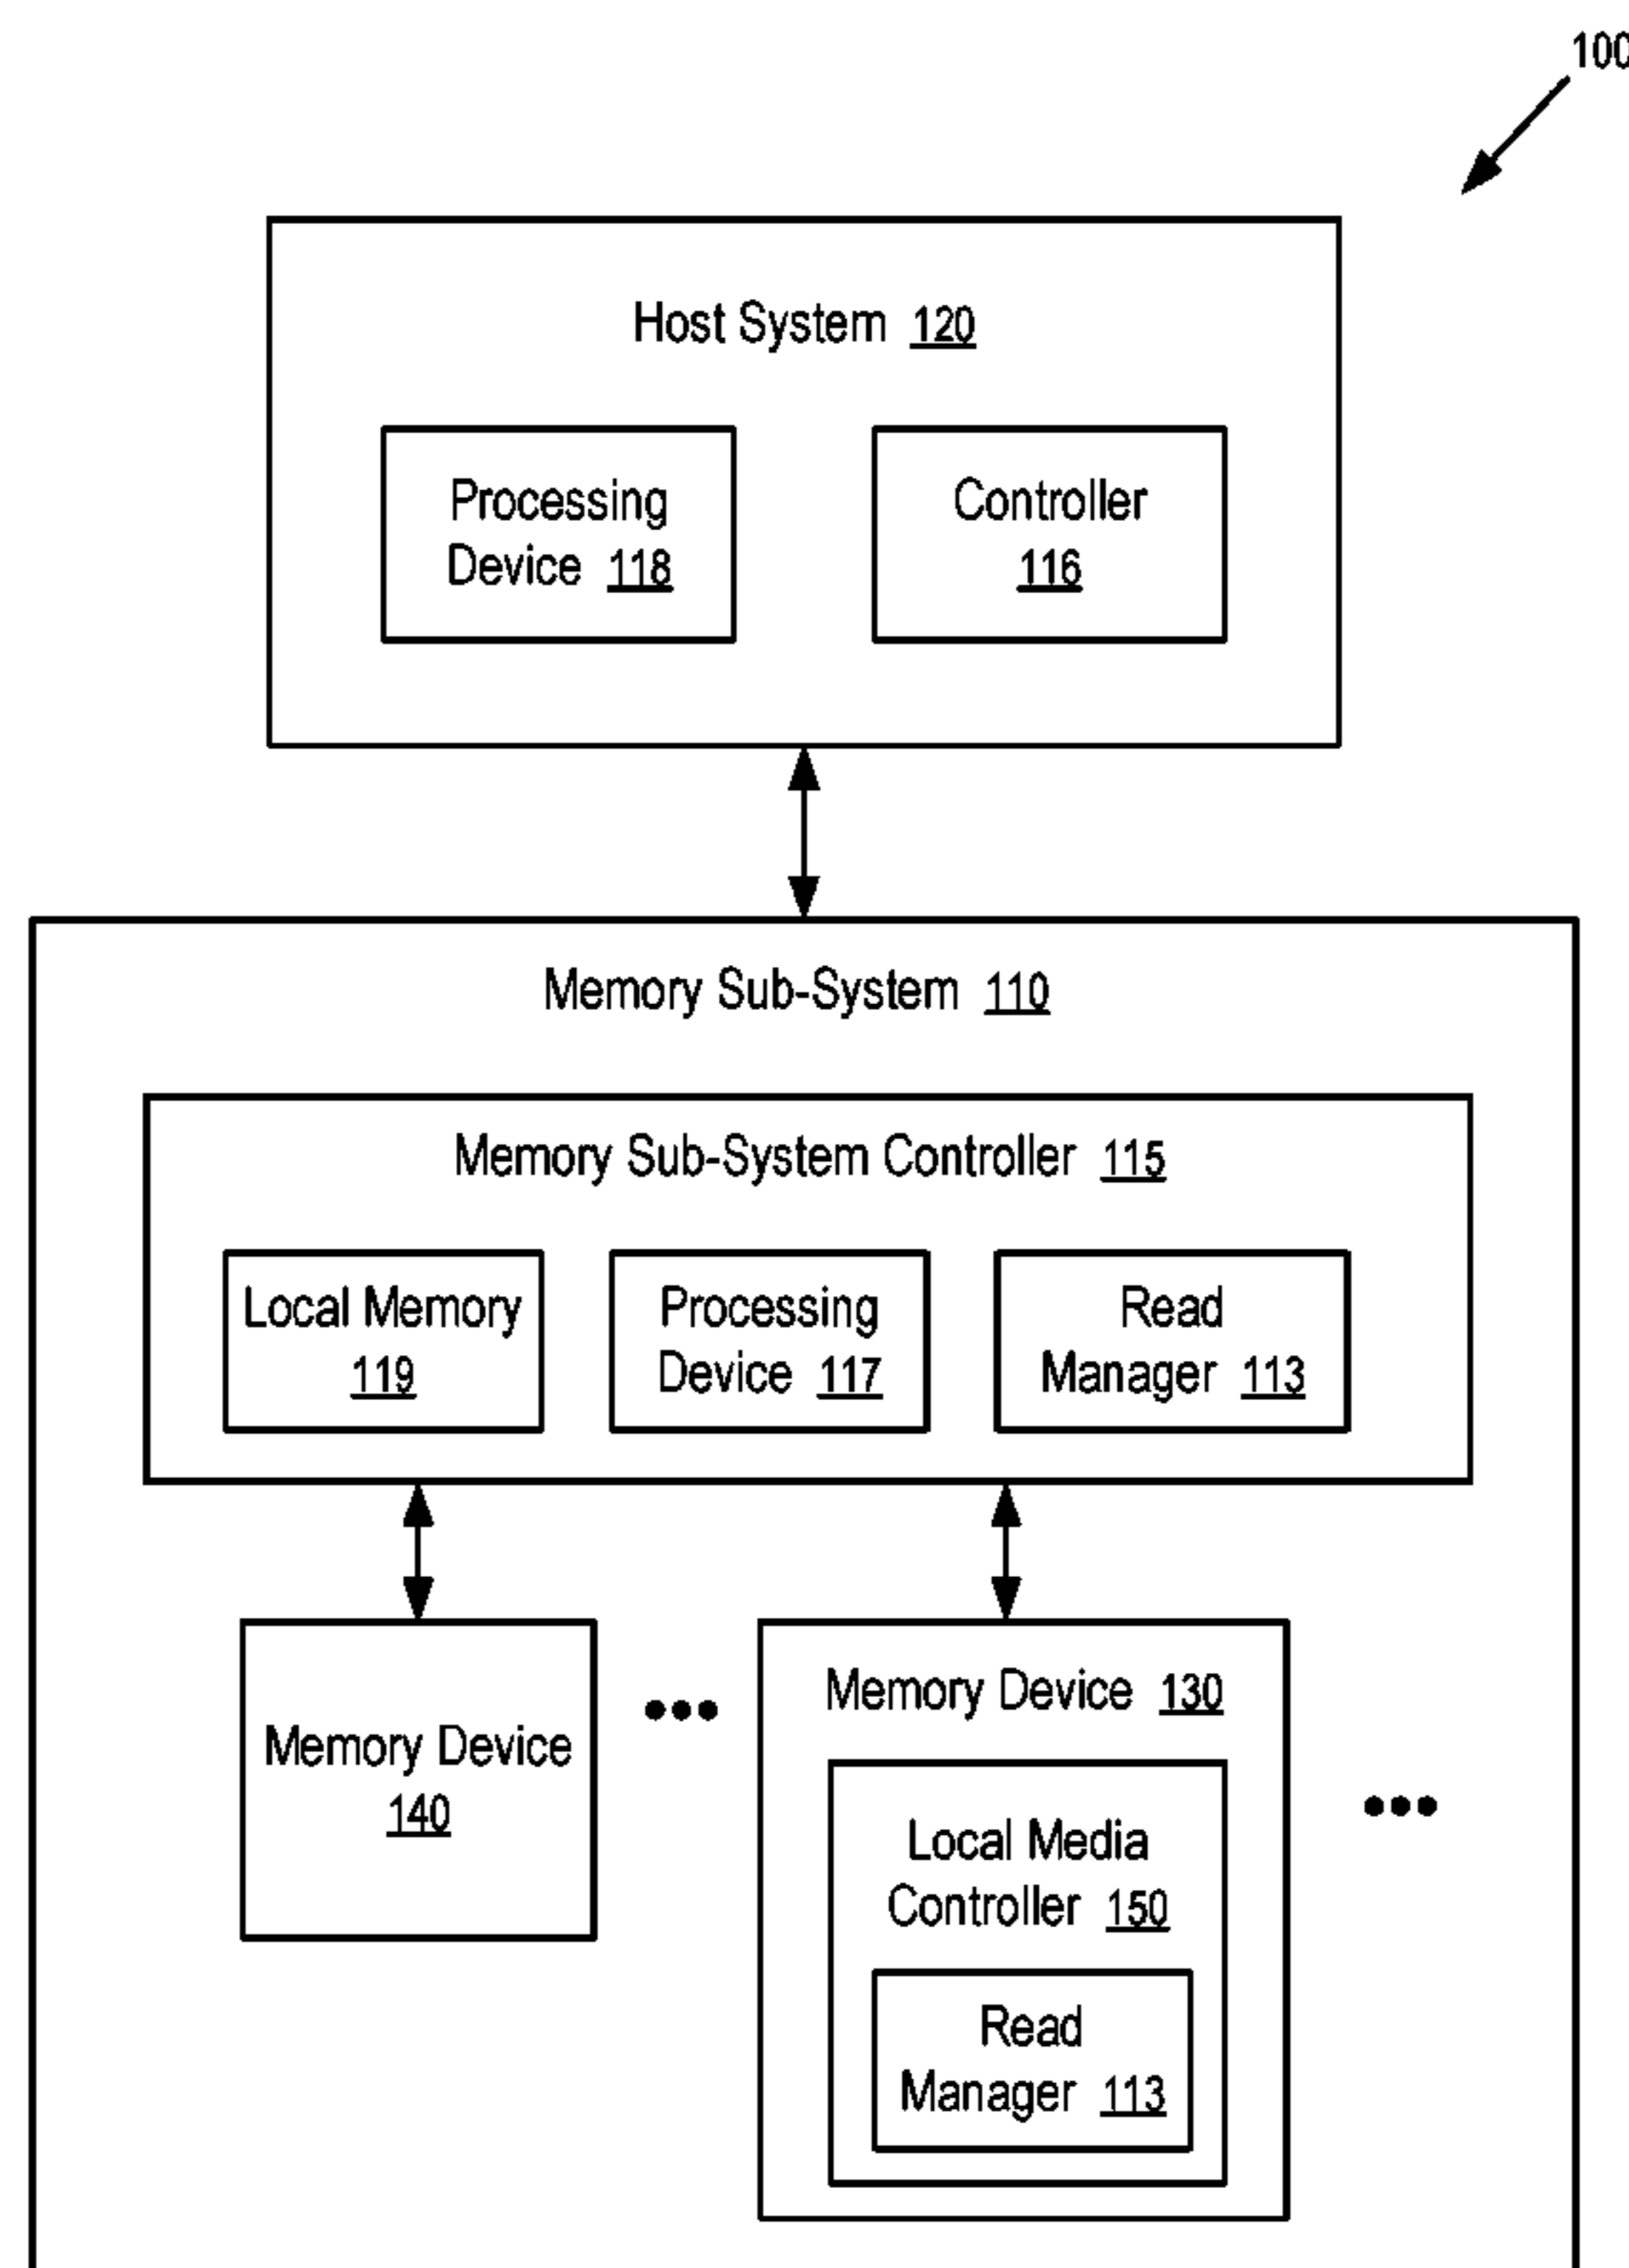 100
Host System 120
Processing
Device 118
Controller
116
Memory Sub-System 110
Memory Sub-System Controller 115
Local Memory
119
Processing
Device 117
Read
Manager 113
Memory Device
140
Memory Device 130
Local Media
Controller 150
Read
Manager 113